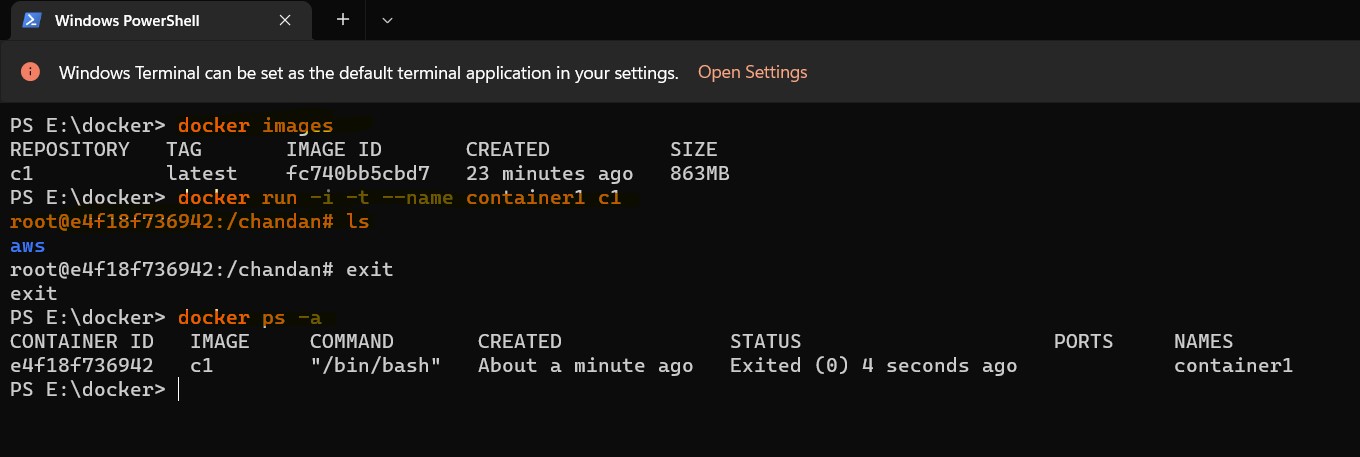 Windows PowerShell
Windows Terminal can be set as the default terminal application in your settings. Open Settings
PS E:\docker> docker images
REPOSITORY TAG IMAGE ID CREATED SIZE
c1 latest fc740bb5cbd7 23 minutes ago 863MB
PS E:\docker> docker run -i -t --name container1 c1
root@e4f18f736942:/chandan# ls
aws
root@e4f18f736942:/chandan# exit
exit
PS E:\docker> docker ps -a
CONTAINER ID IMAGE COMMAND CREATED STATUS PORTS NAMES
e4f18f736942 c1 "/bin/bash" About a minute ago Exited (0) 4 seconds ago container1
PS E:\docker>